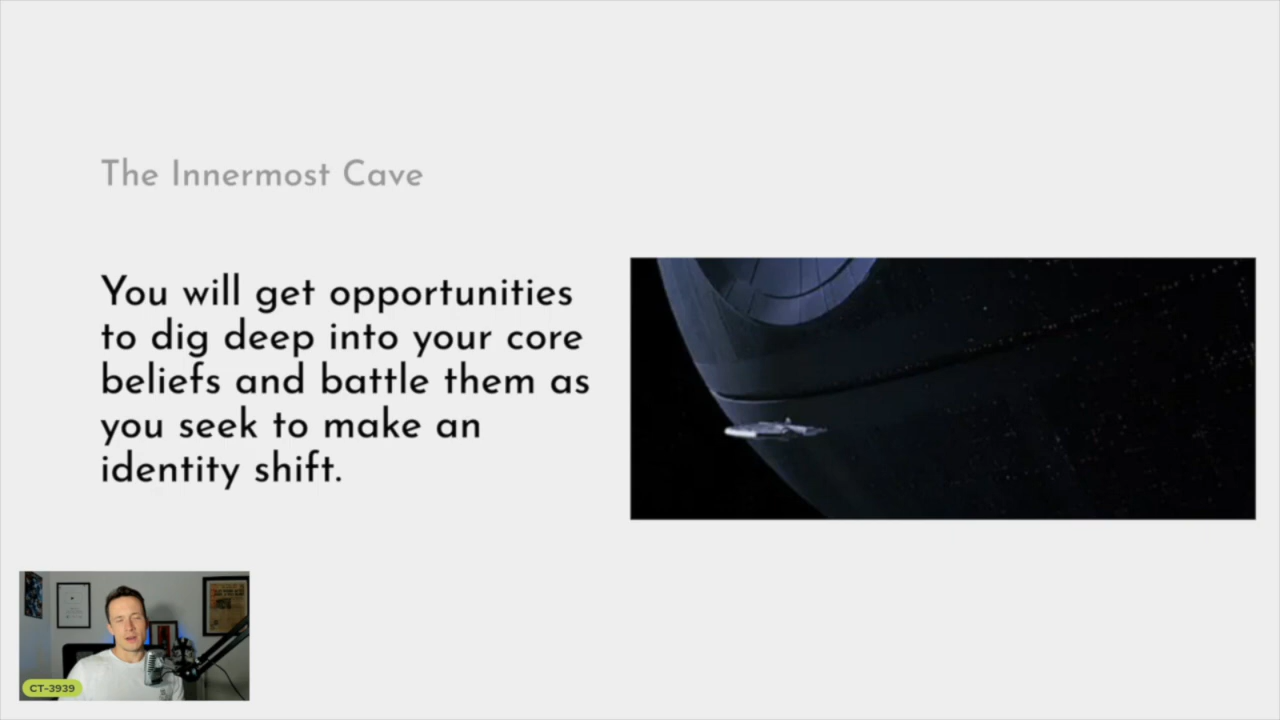 The Innermost Cave
You will get opportunities
to dig deep into your core
beliefs and battle them as
you seek to make an
identity shift.
CT-3939